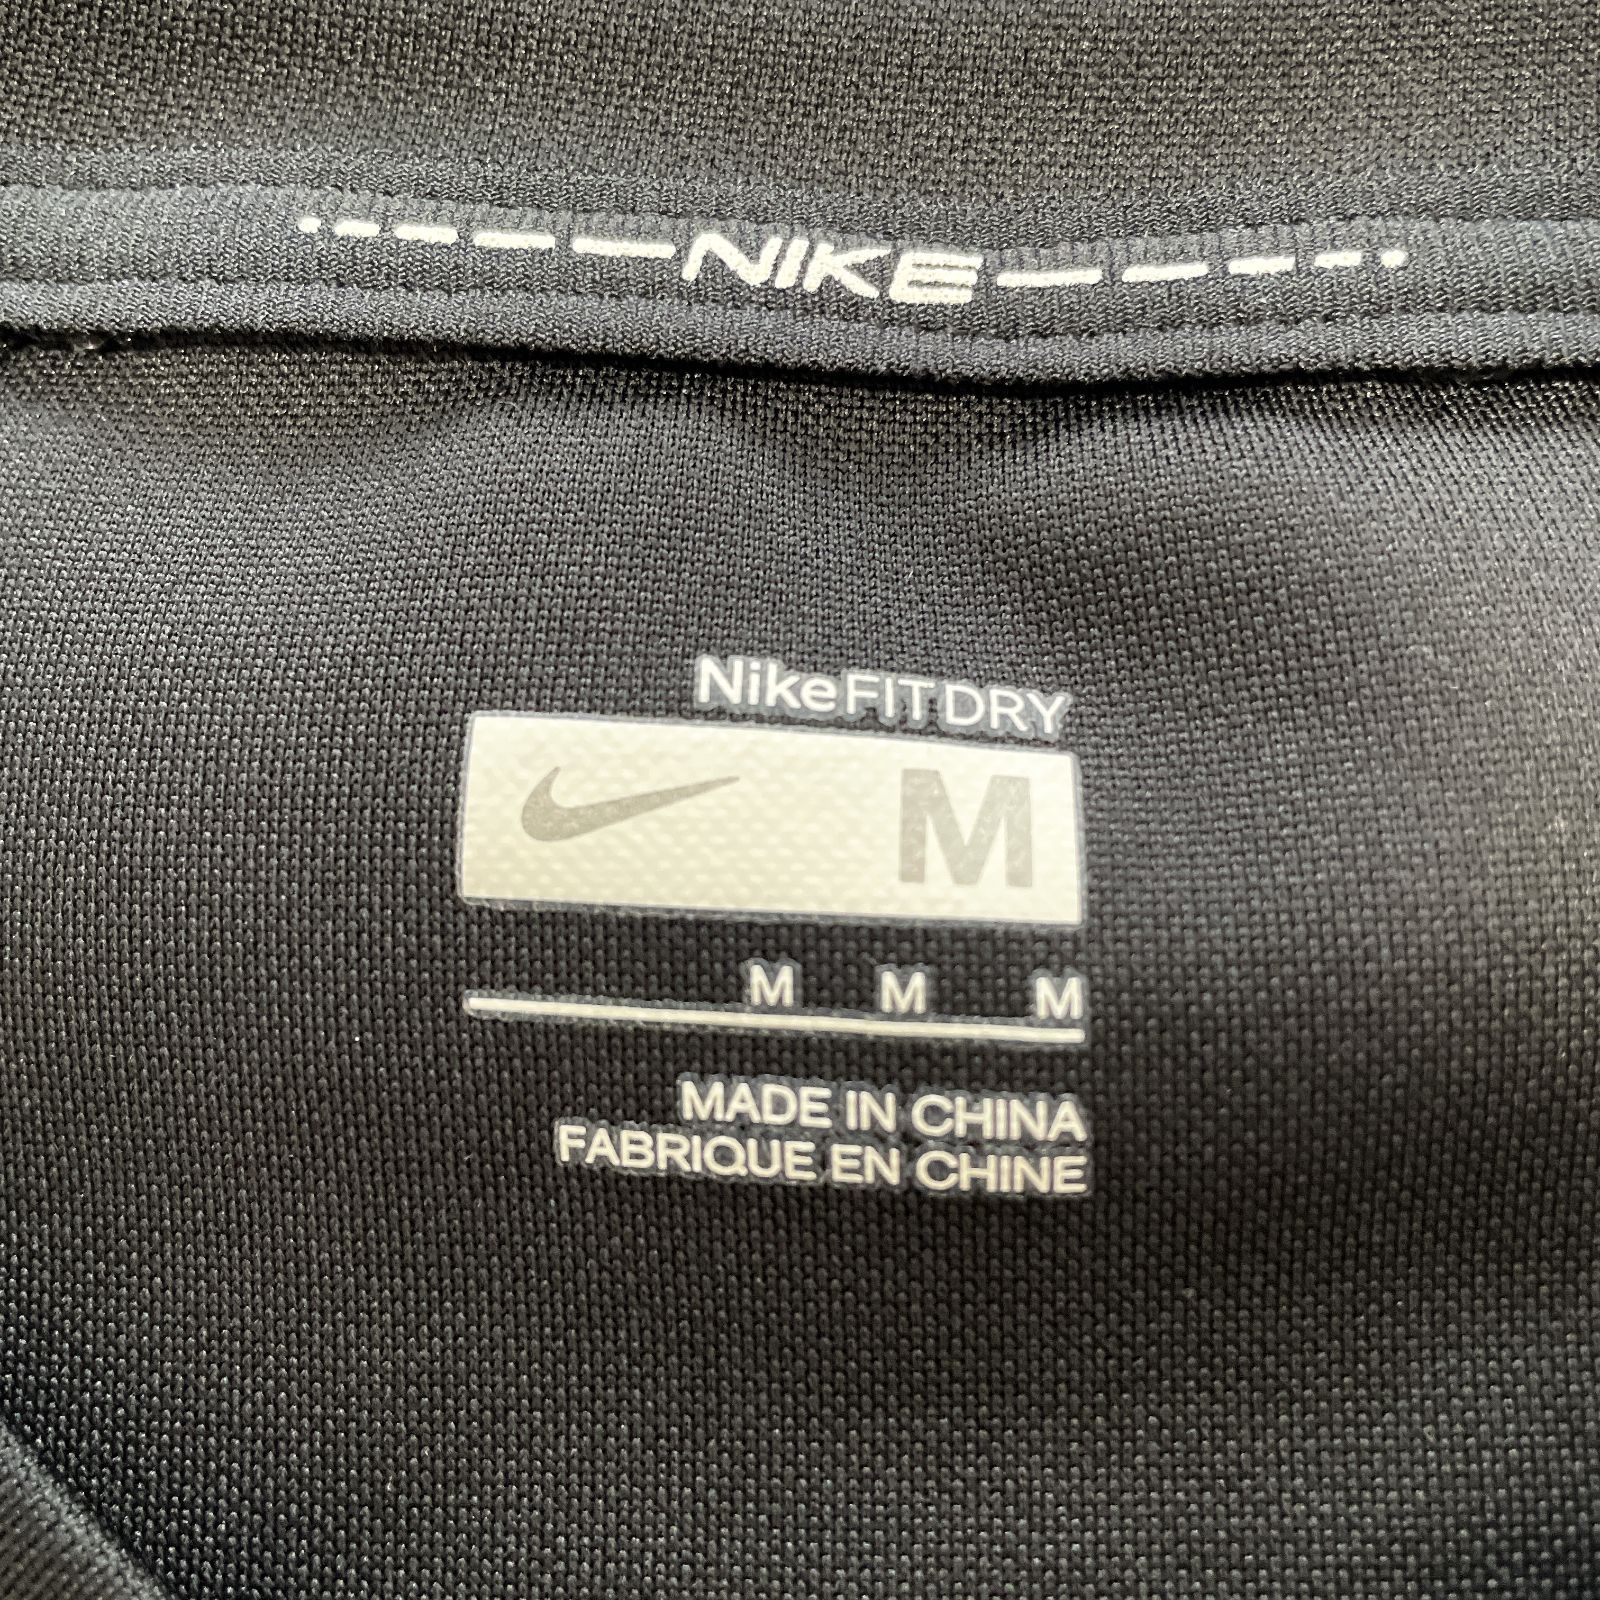 NIKE
NikeFITDRY
M
M M M
MADE IN CHINA
FABRIQUE EN CHINE